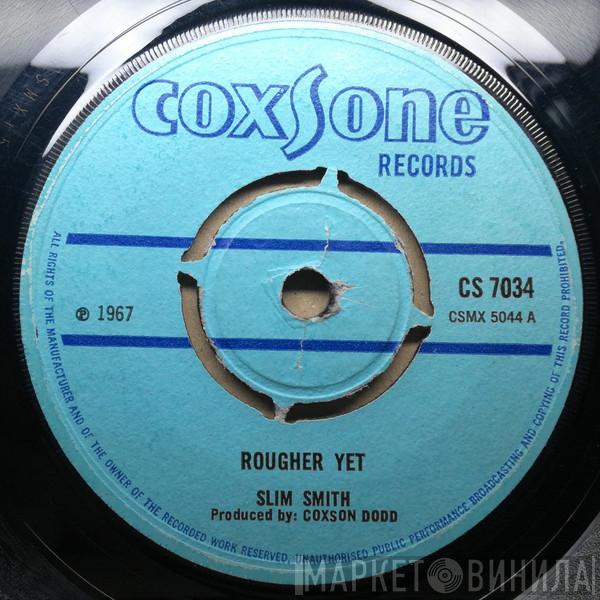 coxsone
RECORDS
CS 7034
CSMX 5044 A
℗ 1967
ROUGHER YET
SLIM SMITH
Produced by: COXSON DODD
ALL RIGHTS OF THE MANUFACTURER AND OF THE OWNER OF THE RECORDED WORK RESERVED, UNAUTHORISED PUBLIC PERFORMANCE, BROADCASTING AND COPYING OF THIS RECORD PROHIBITED.
МАРКЕТ ВИНИЛА